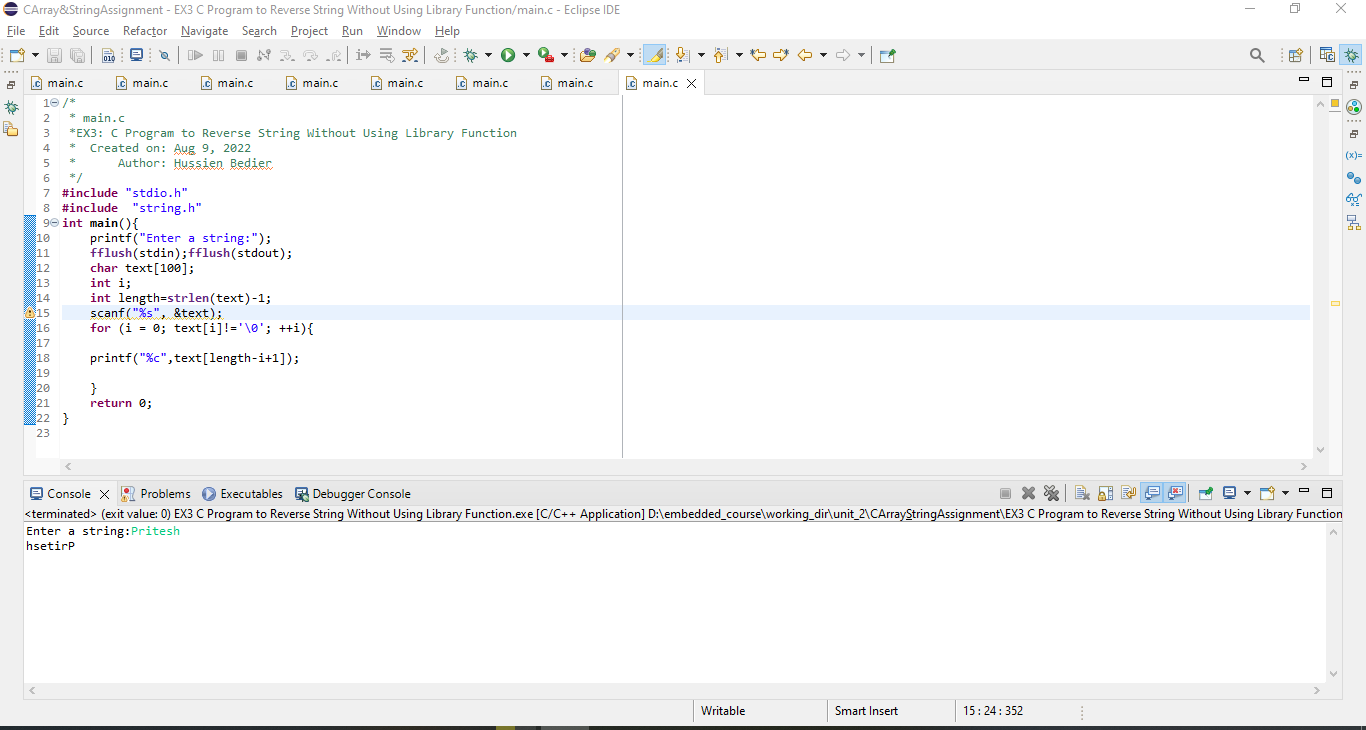 CArray&StringAssignment - EX3 C Program to Reverse String Without Using Library Function/main.c - Eclipse IDE
File Edit Source Refactor Navigate Search Project Run Window Help
main.c main.c main.c main.c main.c main.c main.c main.c
1 /*
2 * main.c
3 *EX3: C Program to Reverse String Without Using Library Function
4 * Created on: Aug 9, 2022
5 * Author: Hussien Bedier
6 */
7 #include "stdio.h"
8 #include "string.h"
9 int main(){
10 printf("Enter a string:");
11 fflush(stdin);fflush(stdout);
12 char text[100];
13 int i;
14 int length=strlen(text)-1;
15 scanf("%s", &text);
16 for (i = 0; text[i]!='\0'; ++i){
17
18 printf("%c",text[length-i+1]);
19
20 }
21 return 0;
22 }
23
Console Problems Executables Debugger Console
<terminated> (exit value: 0) EX3 C Program to Reverse String Without Using Library Function.exe [C/C++ Application] D:\embedded_course\working_dir\unit_2\CArrayStringAssignment\EX3 C Program to Reverse String Without Using Library Function
Enter a string:Pritesh
hsetirP
Writable Smart Insert 15 : 24 : 352